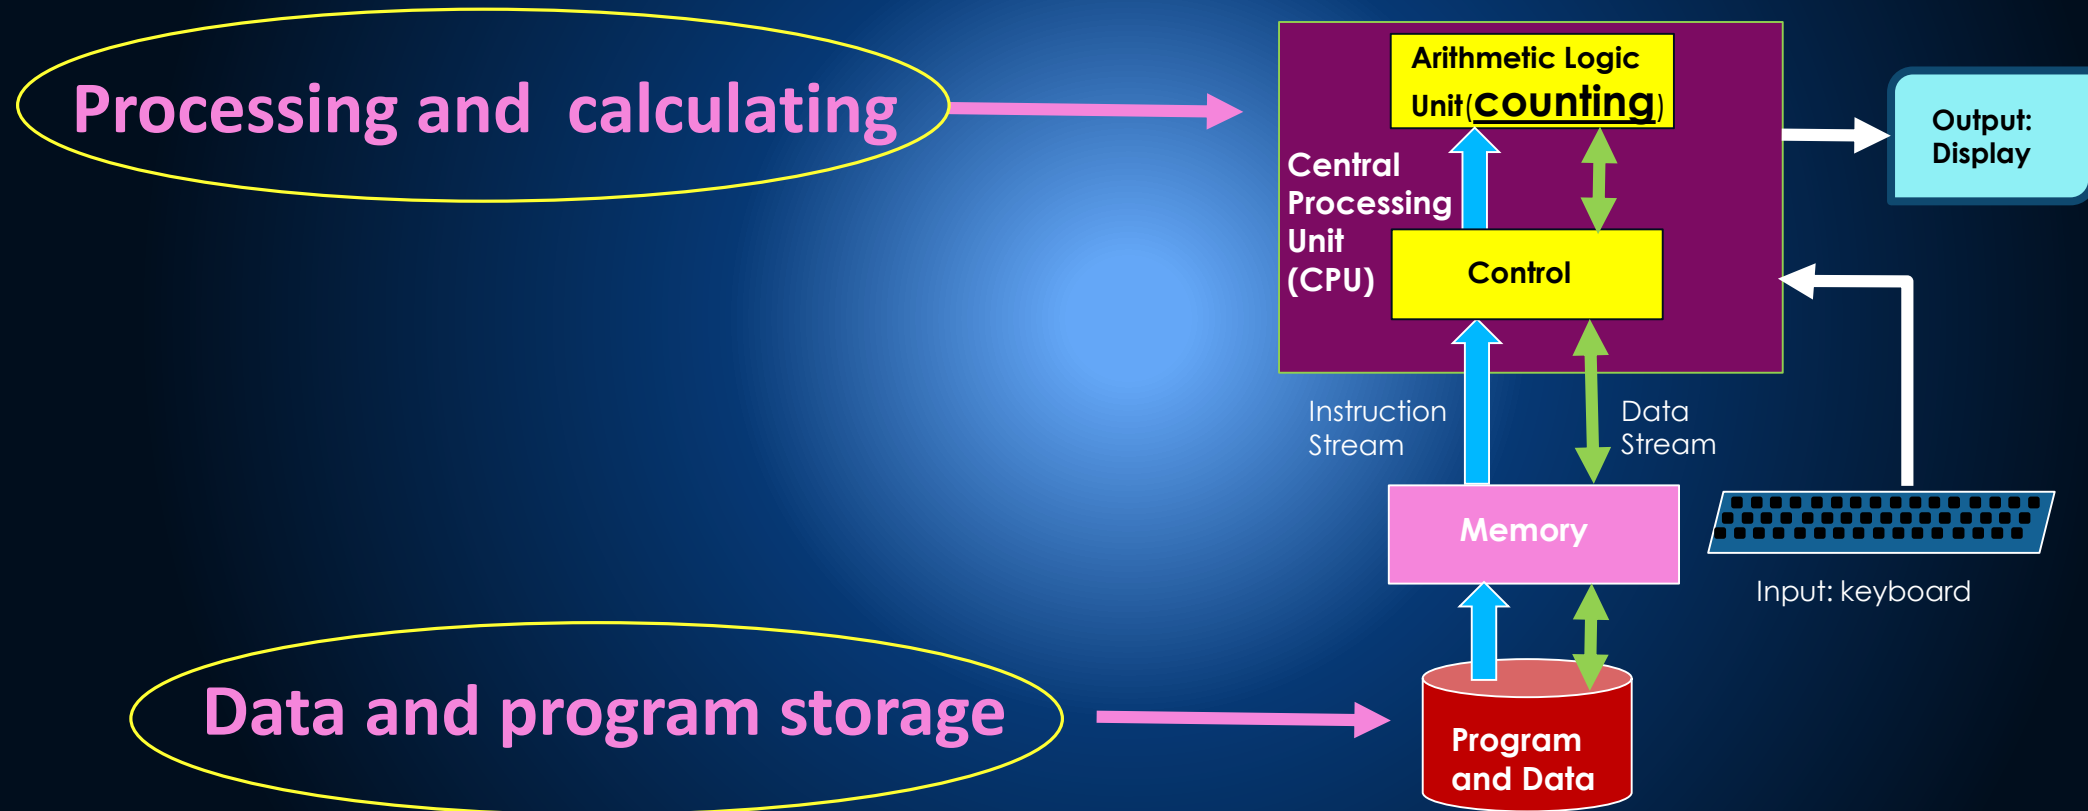 Processing and  calculating
Arithmetic Logic
Unit(counting)
Central
Processing
Unit
(CPU)
Control
Output:
Display
Instruction
Stream
Data
Stream
Memory
Input: keyboard
Data and program storage
Program
and Data